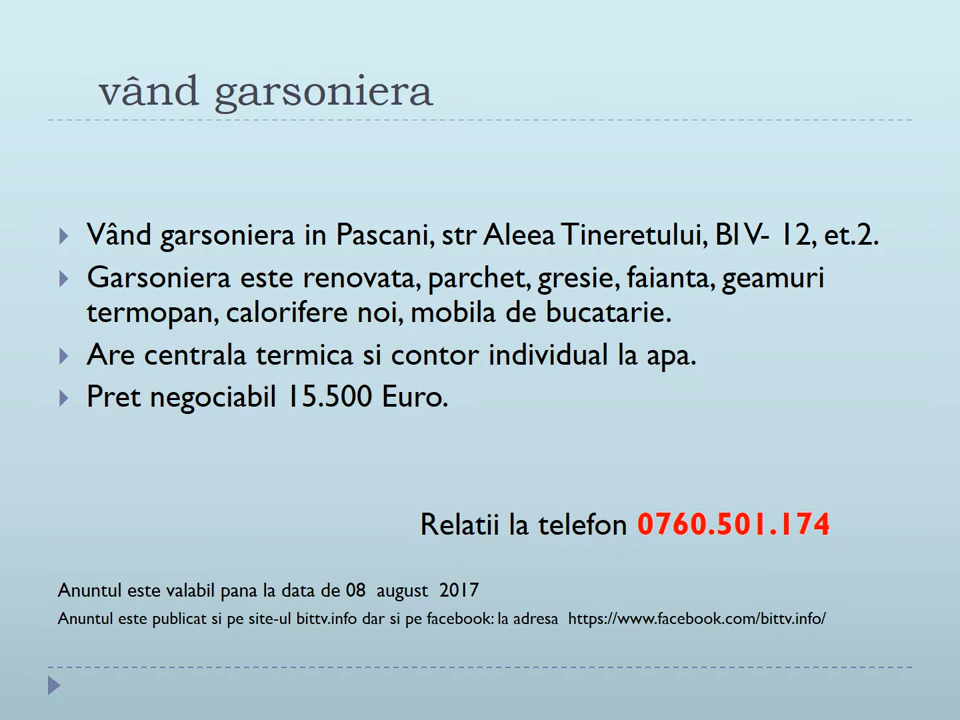 vând garsoniera
Vând garsoniera in Pascani, str Aleea Tineretului, Bl V- 12, et.2.
Garsoniera este renovata, parchet, gresie, faianta, geamuri
termopan, calorifere noi, mobila de bucatarie.
Are centrala termica si contor individual la apa.
Pret negociabil 15.500 Euro.
Relatii la telefon 0760.501.174
Anuntul este valabil pana la data de 08 august 2017
Anuntul este publicat si pe site-ul bittv.info dar si pe facebook: la adresa https://www.facebook.com/bittv.info/